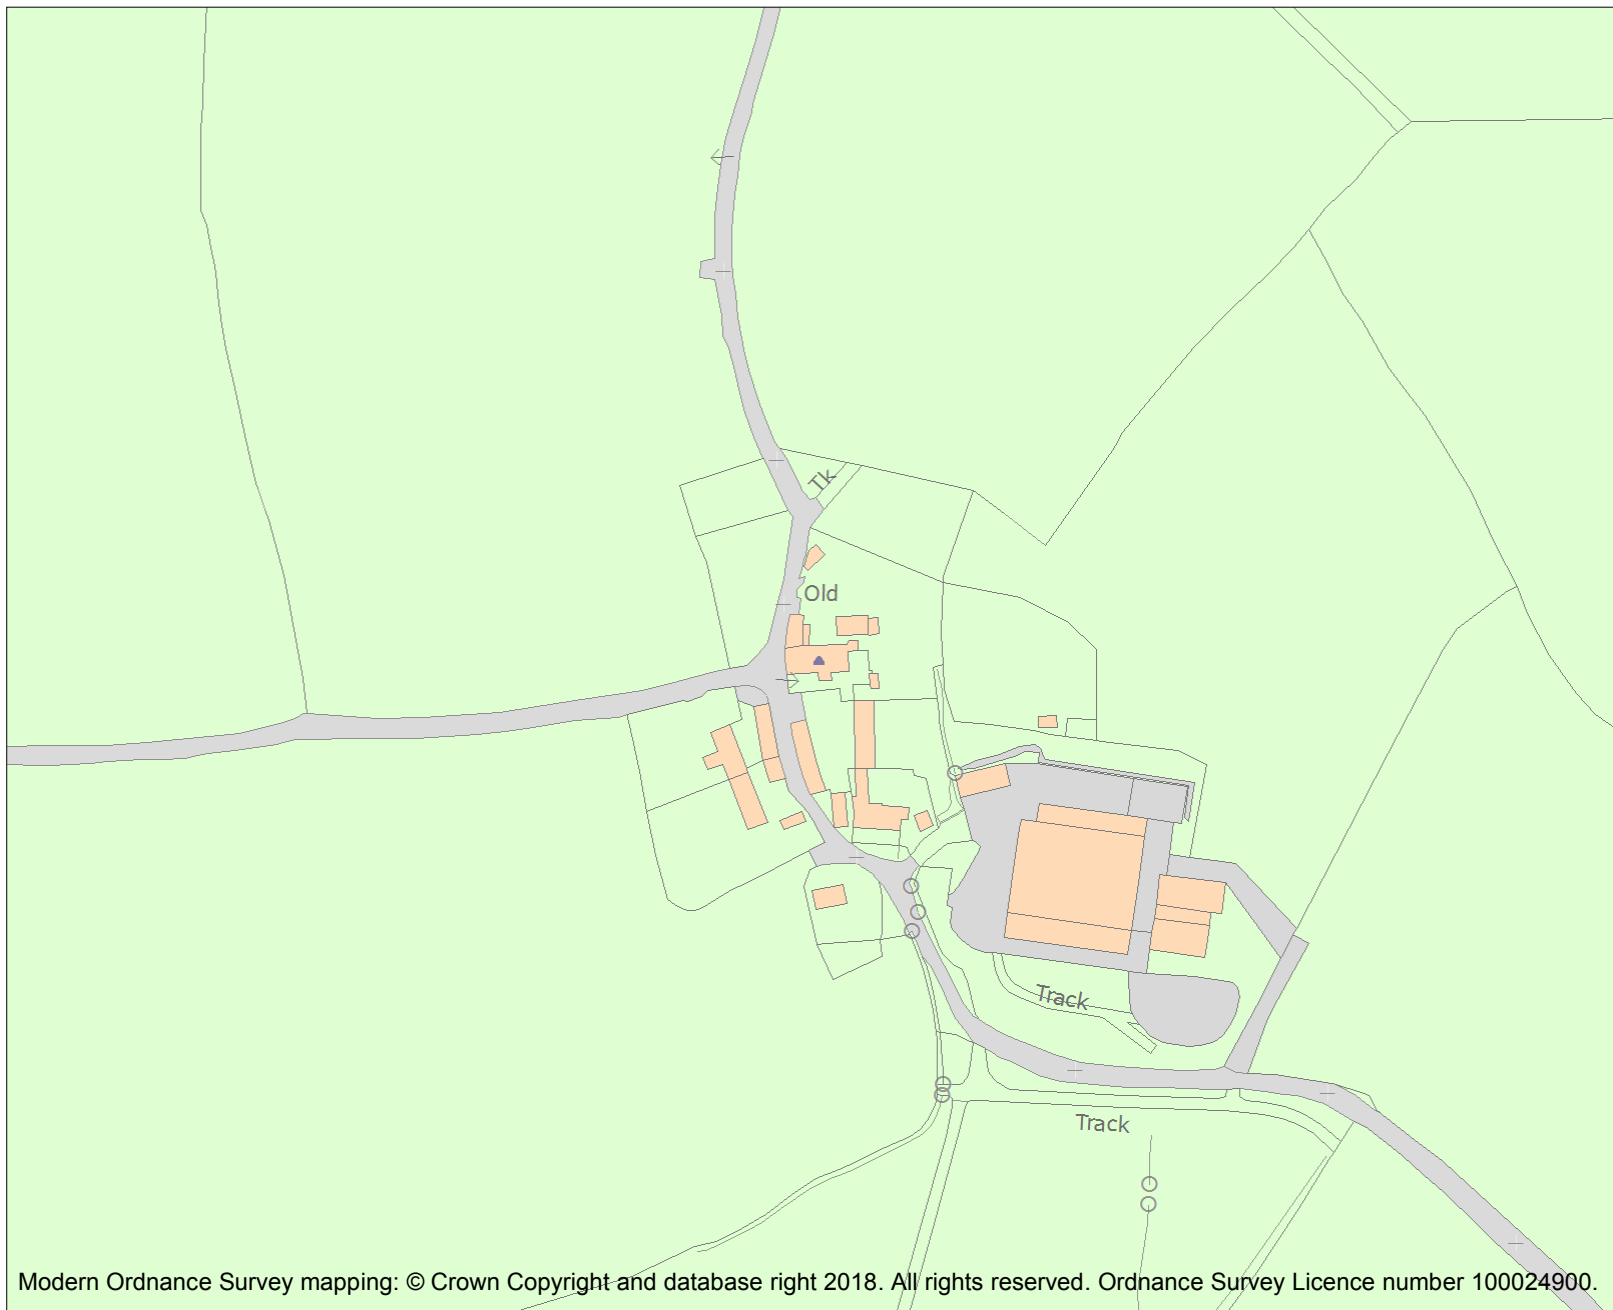 Tk
Old
Track
Track
Modern Ordnance Survey mapping: © Crown Copyright and database right 2018. All rights reserved. Ordnance Survey Licence number 100024900.